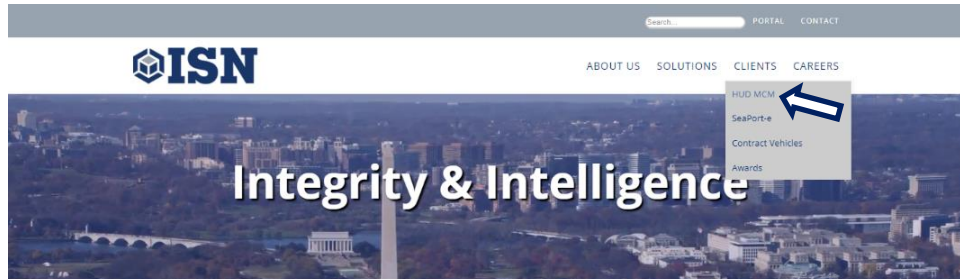 Search... PORTAL CONTACT
ISN ABOUT US SOLUTIONS CLIENTS CAREERS
HUD MCM
SeaPort-e
Contract Vehicles
Awards
Integrity & Intelligence